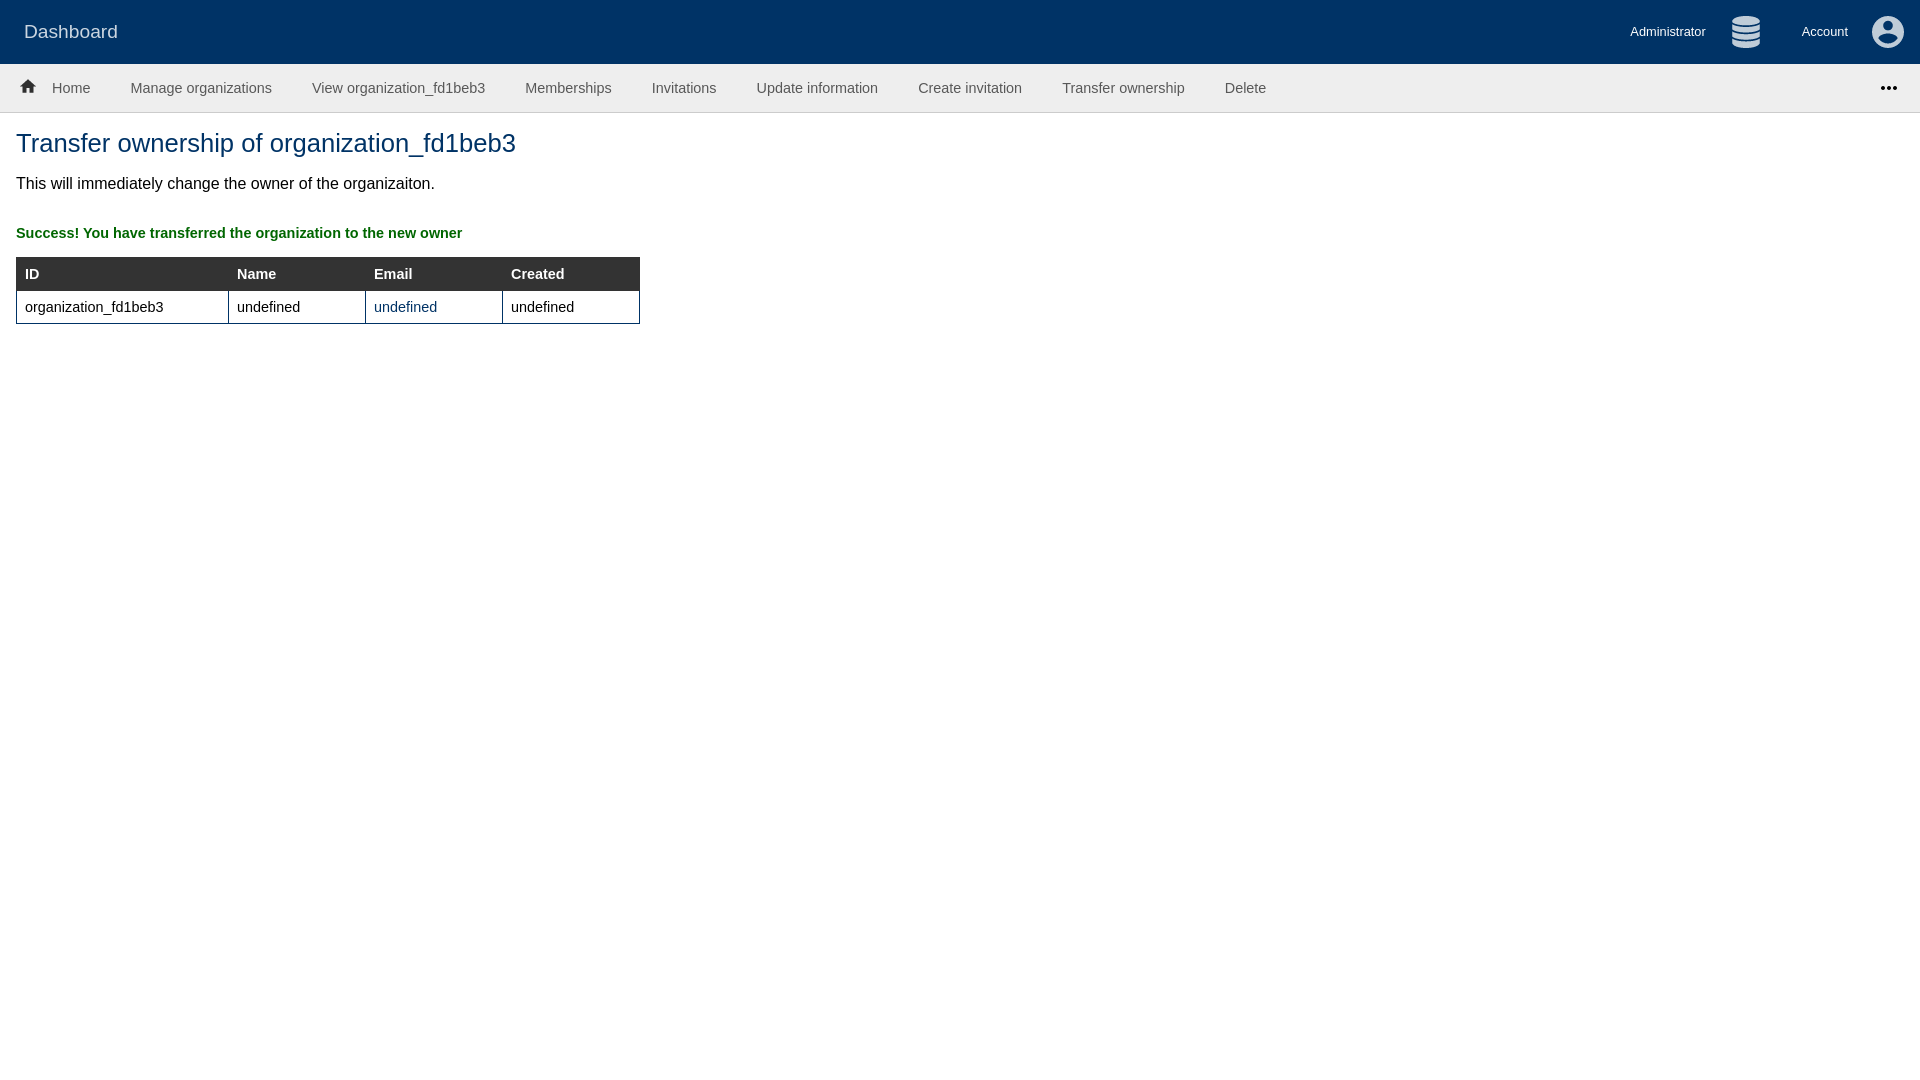 Dashboard
Administrator
Account
Home Manage organizations View organization_fd1beb3 Memberships Invitations Update information Create invitation Transfer ownership Delete
Transfer ownership of organization_fd1beb3
This will immediately change the owner of the organizaiton.
Success! You have transferred the organization to the new owner
ID Name Email Created
organization_fd1beb3 undefined undefined undefined